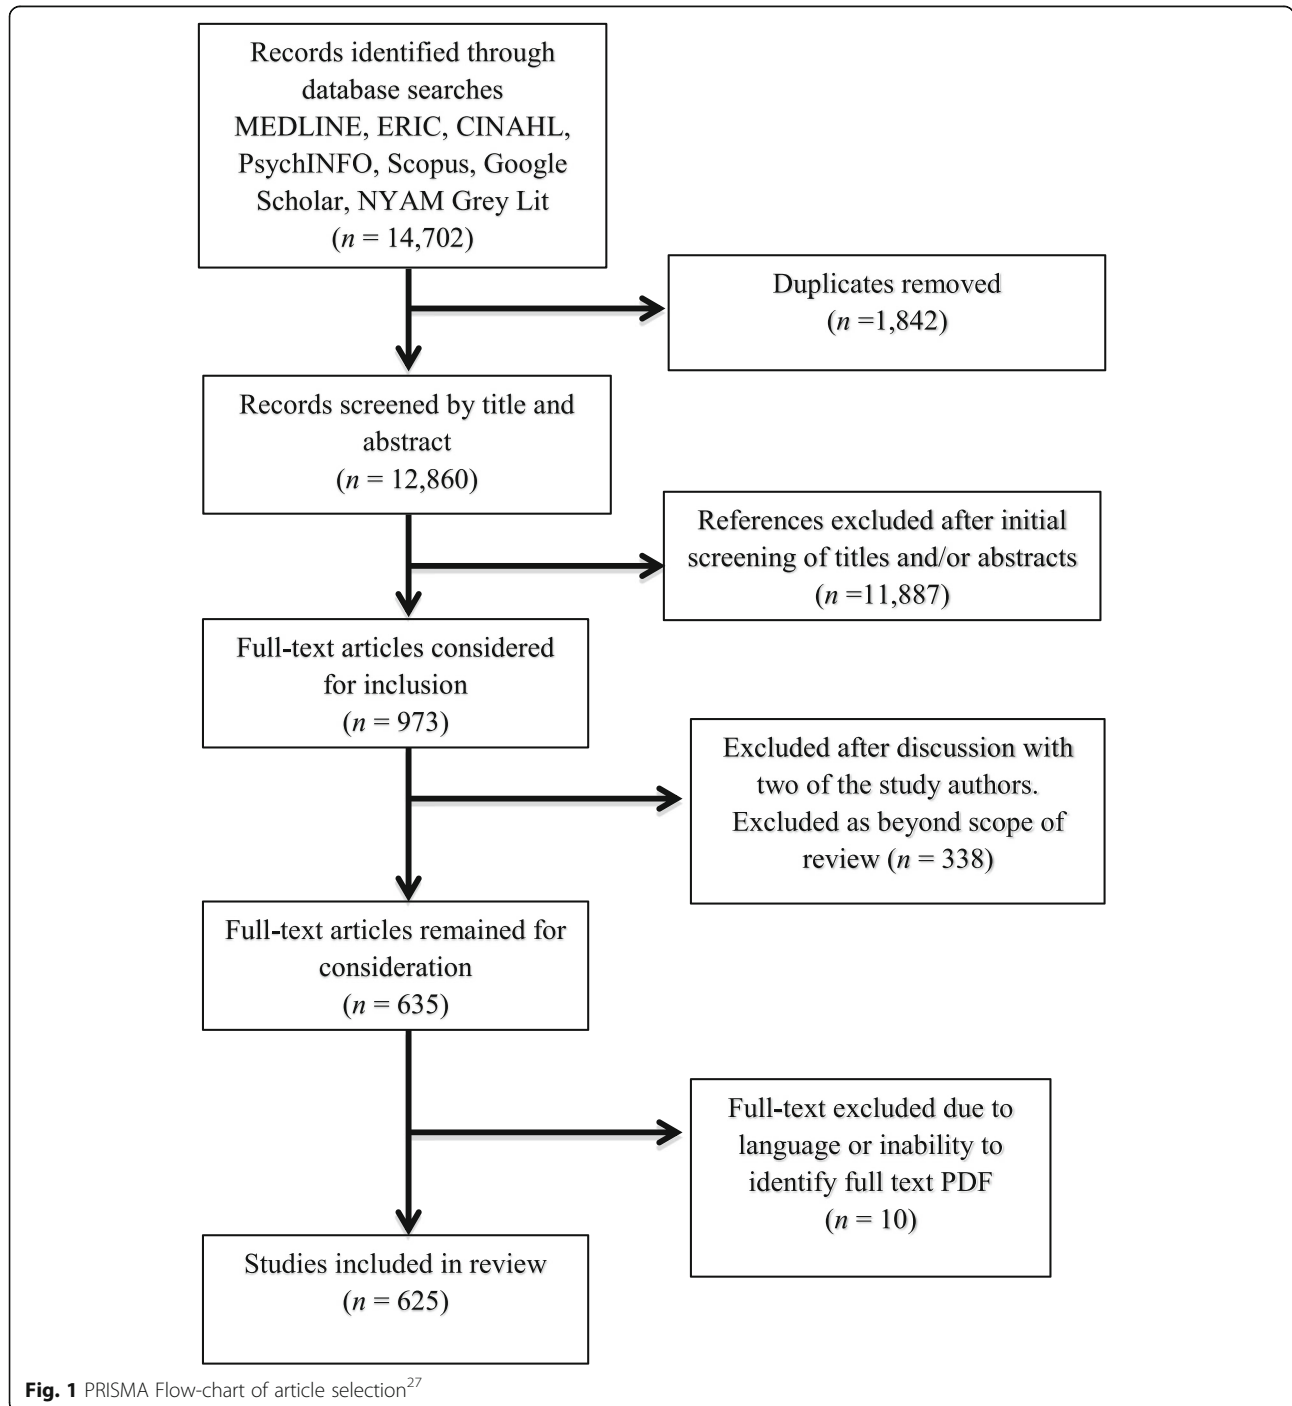 Records identified through
database searches
MEDLINE, ERIC, CINAHL,
PsychINFO, Scopus, Google
Scholar, NYAM Grey Lit
(n = 14,702)
Duplicates removed
(n =1,842)
Records screened by title and
abstract
(n = 12,860)
References excluded after initial
screening of titles and/or abstracts
(n =11,887)
Full-text articles considered
for inclusion
(n = 973)
Excluded after discussion with
two of the study authors.
Excluded as beyond scope of
review (n = 338)
Full-text articles remained for
consideration
(n = 635)
Full-text excluded due to
language or inability to
identify full text PDF
(n = 10)
Studies included in review
(n = 625)
Fig. 1 PRISMA Flow-chart of article selection27